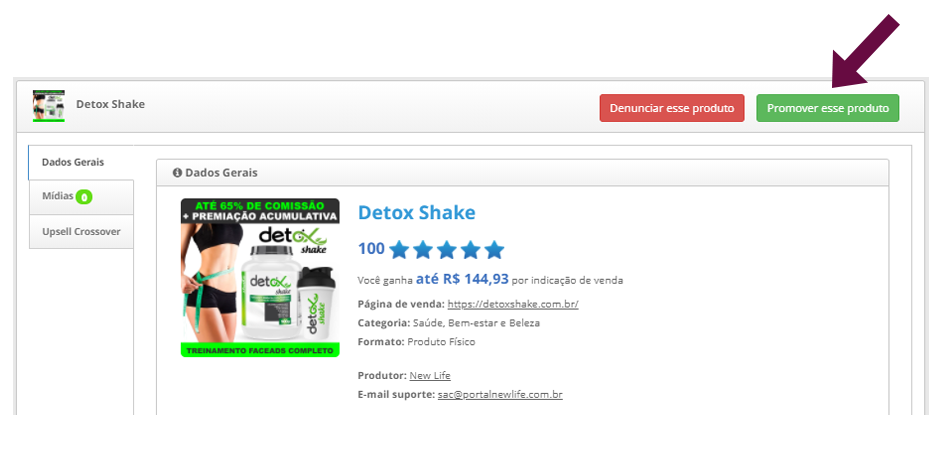 Detox Shake
Denunciar esse produto
Promover esse produto
Dados Gerais
Mídias 0
Upsell Crossover
Dados Gerais
ATÉ 65% DE COMISSÃO
+ PREMIAÇÃO ACUMULATIVA
detox
shake
detox
shake
detox
shake
TREINAMENTO FACEADS COMPLETO
Detox Shake
100
Você ganha até R$ 144,93 por indicação de venda
Página de venda: https://detoxshake.com.br/
Categoria: Saúde, Bem-estar e Beleza
Formato: Produto Físico
Produtor: New Life
E-mail suporte: sac@portalnewlife.com.br